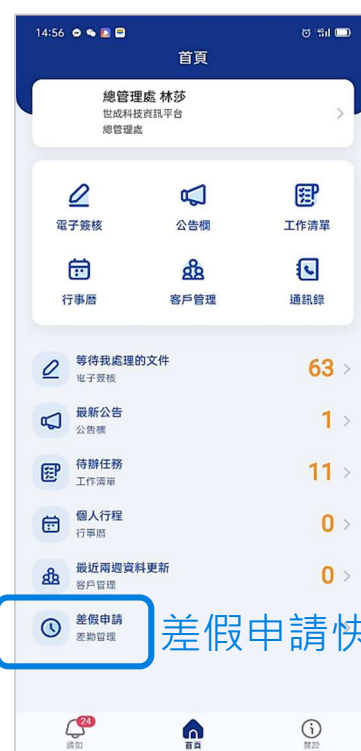 14:56
首頁
總管理處 林莎
世成科技資訊平台
總管理處
電子簽核
公告欄
工作清單
行事曆
客戶管理
通訊錄
等待我處理的文件
電子簽核
63
最新公告
公告欄
1
待辦任務
工作清單
11
個人行程
行事曆
0
最近兩週資料更新
客戶管理
0
差假申請
差勤管理
差假申請快
24
通知
首頁
關於